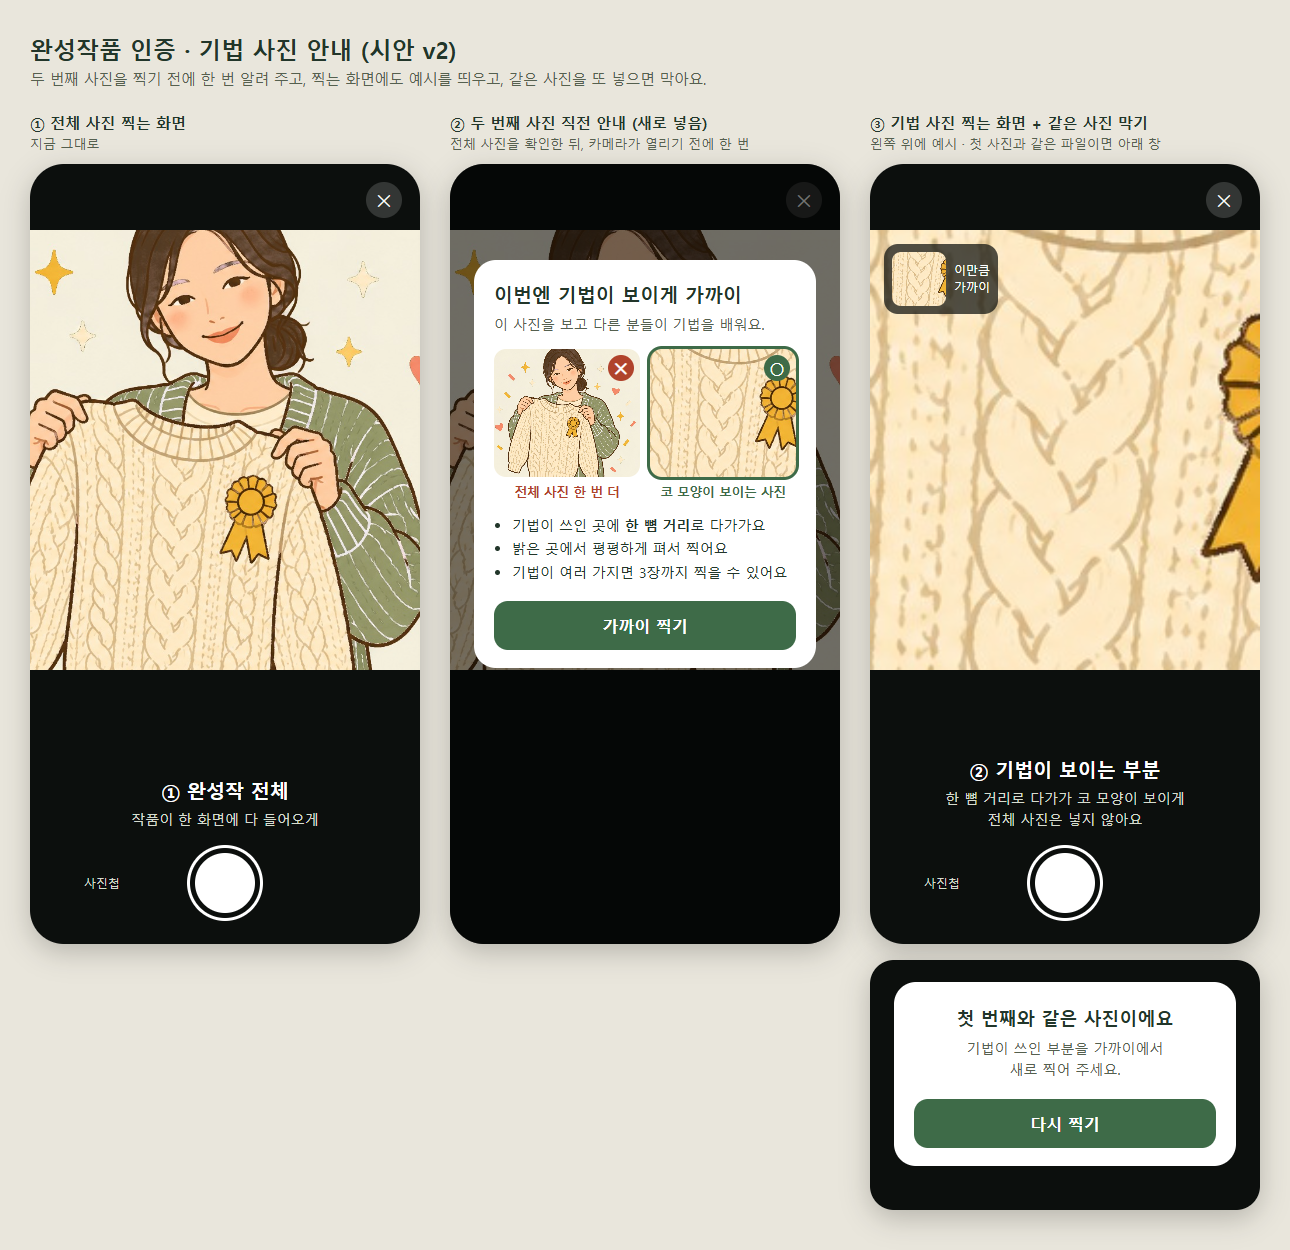 완성작품 인증 · 기법 사진 안내 (시안 v2)
두 번째 사진을 찍기 전에 한 번 알려 주고, 찍는 화면에도 예시를 띄우고, 같은 사진을 또 넣으면 막아요.
① 전체 사진 찍는 화면
지금 그대로
① 완성작 전체
작품이 한 화면에 다 들어오게
사진첩
② 두 번째 사진 직전 안내 (새로 넣음)
전체 사진을 확인한 뒤, 카메라가 열리기 전에 한 번
이번엔 기법이 보이게 가까이
이 사진을 보고 다른 분들이 기법을 배워요.
전체 사진 한 번 더
코 모양이 보이는 사진
• 기법이 쓰인 곳에 한 뼘 거리로 다가가요
• 밝은 곳에서 평평하게 펴서 찍어요
• 기법이 여러 가지면 3장까지 찍을 수 있어요
가까이 찍기
③ 기법 사진 찍는 화면 + 같은 사진 막기
왼쪽 위에 예시 · 첫 사진과 같은 파일이면 아래 창
이만큼
가까이
② 기법이 보이는 부분
한 뼘 거리로 다가가 코 모양이 보이게
전체 사진은 넣지 않아요
사진첩
첫 번째와 같은 사진이에요
기법이 쓰인 부분을 가까이에서
새로 찍어 주세요.
다시 찍기